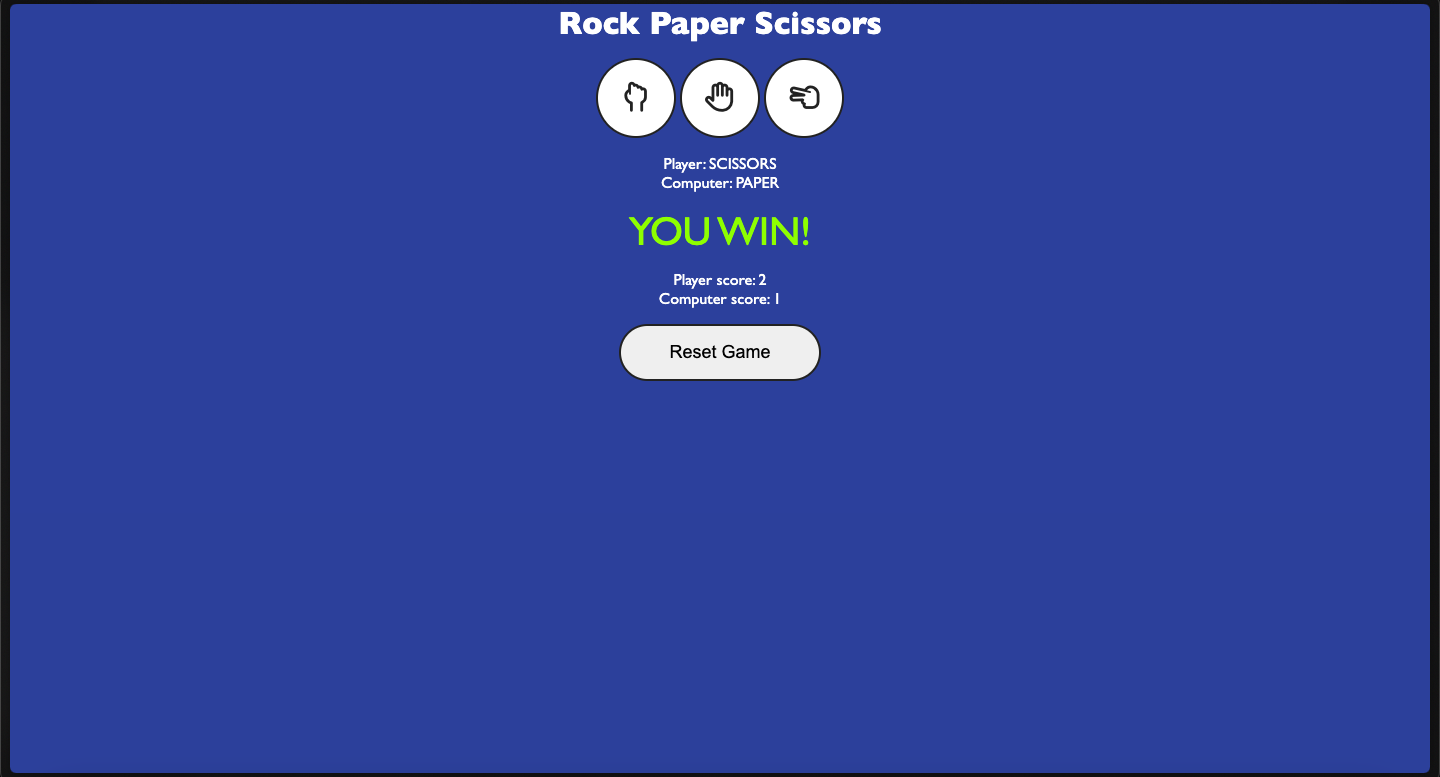 Rock Paper Scissors
Player: SCISSORS
Computer: PAPER
YOU WIN!
Player score: 2
Computer score: 1
Reset Game